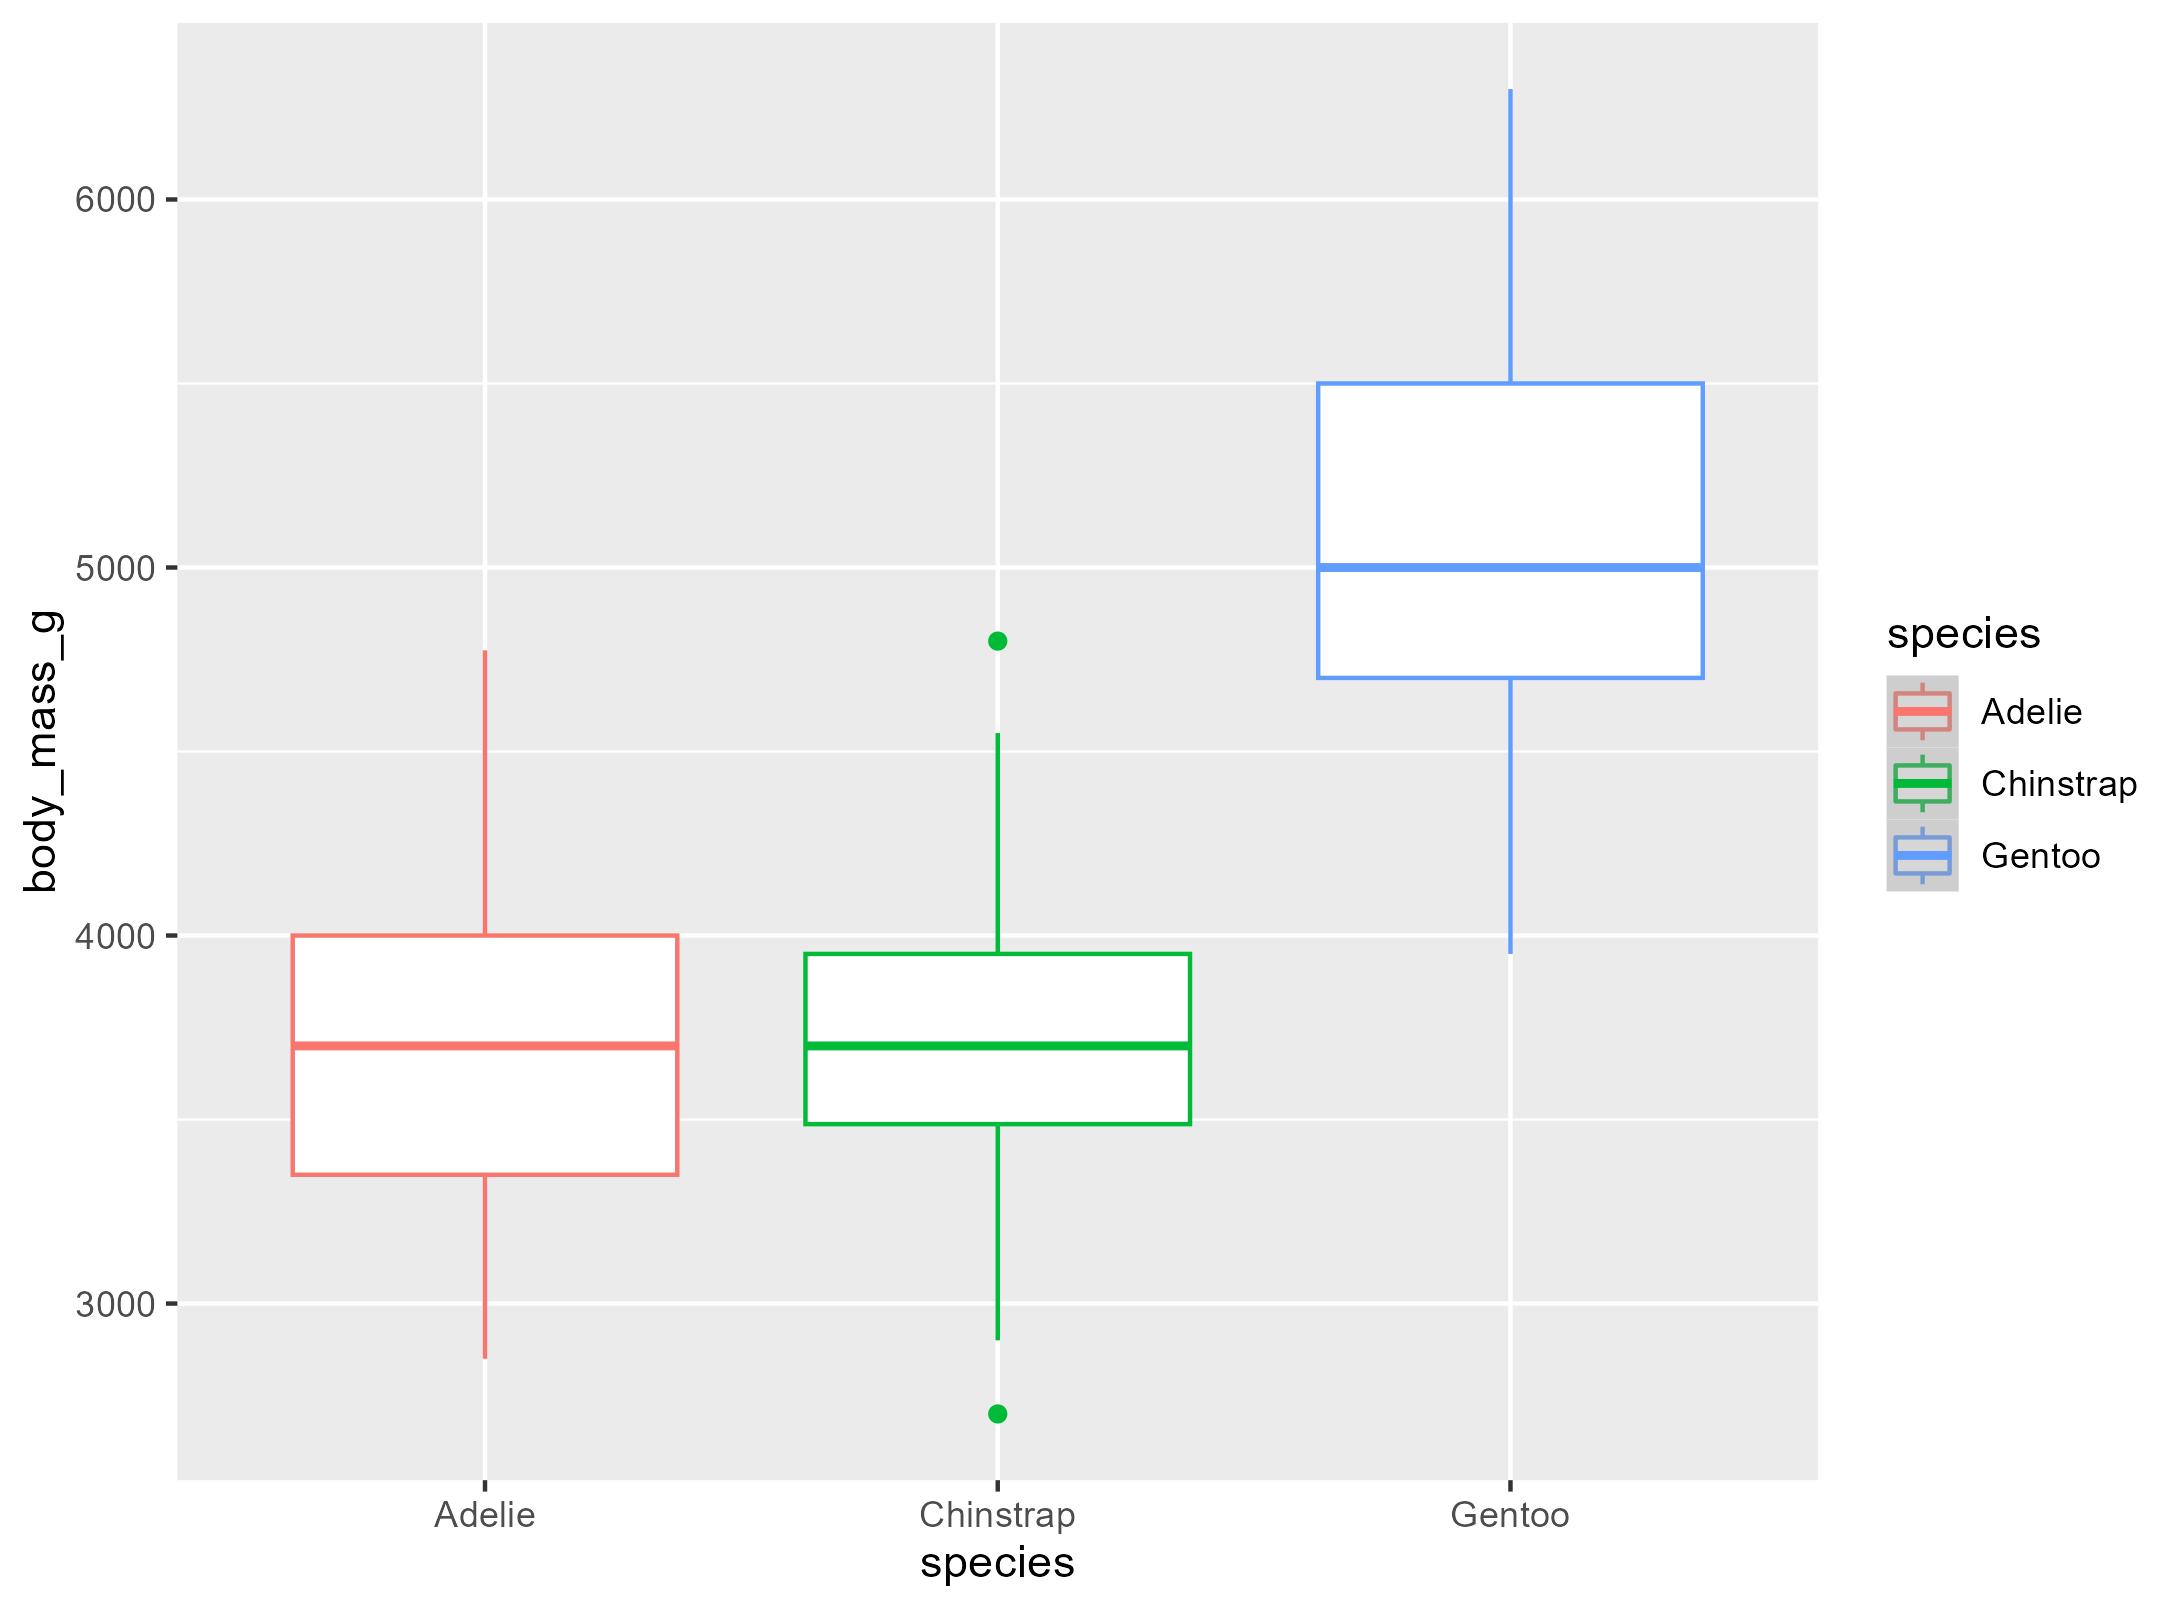 body_mass_g
6000
5000
4000
3000
Adelie
Chinstrap
Gentoo
species
species
Adelie
Chinstrap
Gentoo